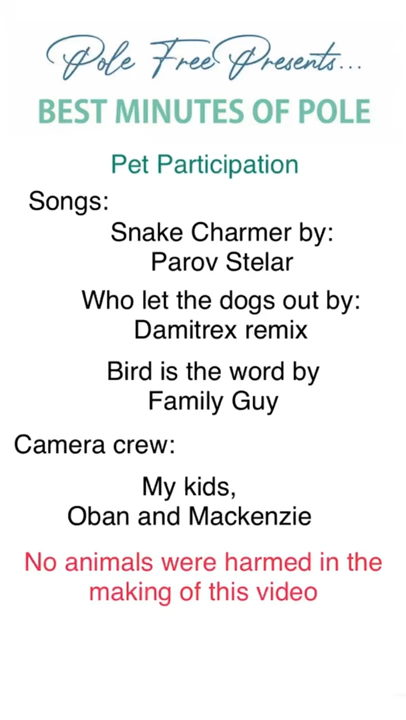 Pole Free Presents...
BEST MINUTES OF POLE
Pet Participation
Songs:
Snake Charmer by:
Parov Stelar
Who let the dogs out by:
Damitrex remix
Bird is the word by
Family Guy
Camera crew:
My kids,
Oban and Mackenzie
No animals were harmed in the
making of this video